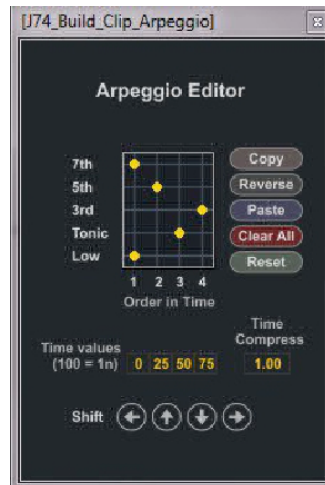 [J74_Build_Clip_Arpeggio]
Arpeggio Editor
7th
5th
3rd
Tonic
Low
1 2 3 4
Order in Time
Copy
Reverse
Paste
Clear All
Reset
Time values
(100 = 1n) 0 25 50 75
Time
Compress
1.00
Shift